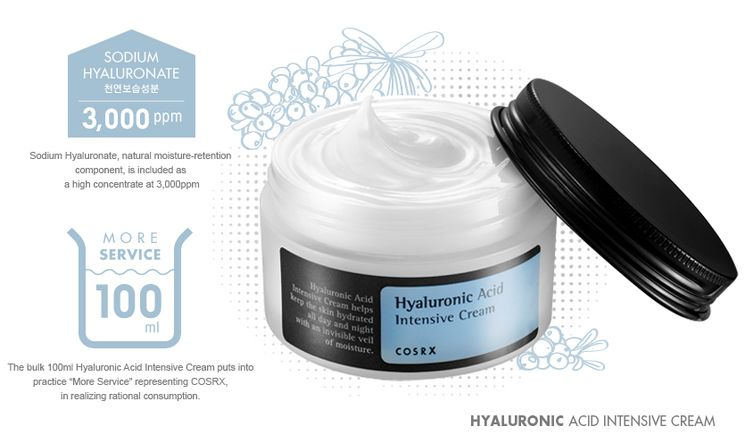 SODIUM
HYALURONATE
천연보습성분
3,000 ppm
Sodium Hyaluronate, natural moisture-retention
component, is included as
a high concentrate at 3,000ppm
MORE
SERVICE
100
ml
The bulk 100ml Hyaluronic Acid Intensive Cream puts into
practice “More Service” representing COSRX,
in realizing rational consumption.
Hyaluronic Acid
Intensive Cream helps
keep the skin hydrated
all day and night
with an invisible veil
of moisture.
Hyaluronic Acid
Intensive Cream
COSRX
HYALURONIC ACID INTENSIVE CREAM